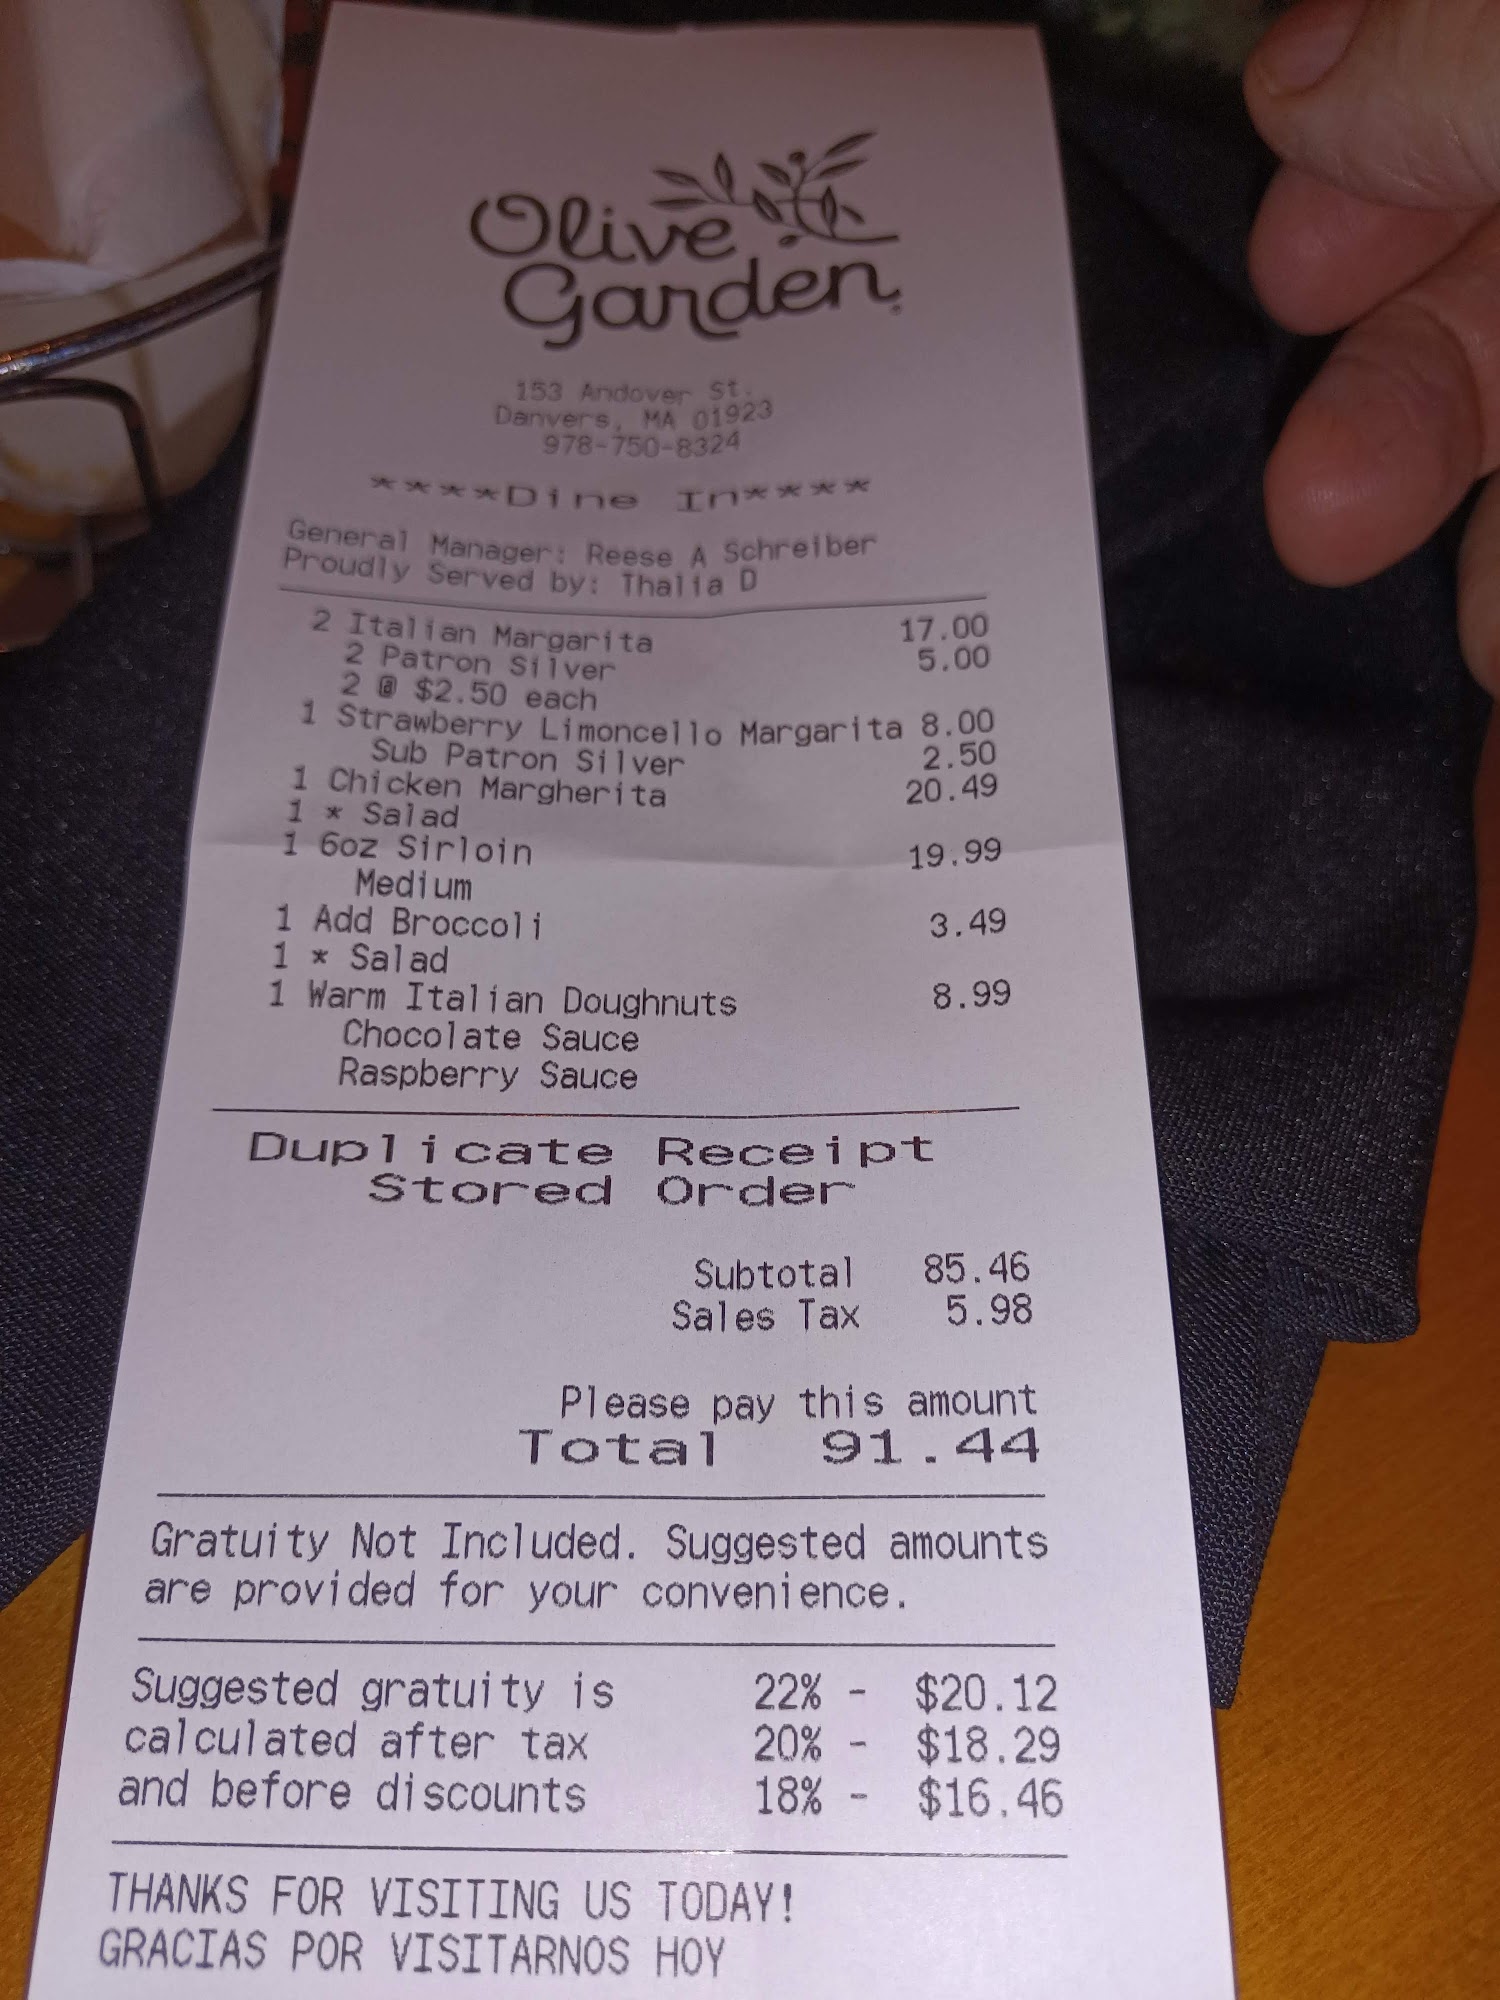 Olive
Garden
153 Andover St.
Danvers, MA 01923
978-750-8324
****Dine In****
General Manager: Reese A Schreiber
Proudly Served by: Thalia D
2 Italian Margarita 17.00
2 Patron Silver 5.00
2 @ $2.50 each
1 Strawberry Limoncello Margarita 8.00
Sub Patron Silver 2.50
1 Chicken Margherita 20.49
1 * Salad
1 6oz Sirloin 19.99
Medium
1 Add Broccoli 3.49
1 * Salad
1 Warm Italian Doughnuts 8.99
Chocolate Sauce
Raspberry Sauce
Duplicate Receipt
Stored Order
Subtotal 85.46
Sales Tax 5.98
Please pay this amount
Total 91.44
Gratuity Not Included. Suggested amounts
are provided for your convenience.
Suggested gratuity is 22% - $20.12
calculated after tax 20% - $18.29
and before discounts 18% - $16.46
THANKS FOR VISITING US TODAY!
GRACIAS POR VISITARNOS HOY